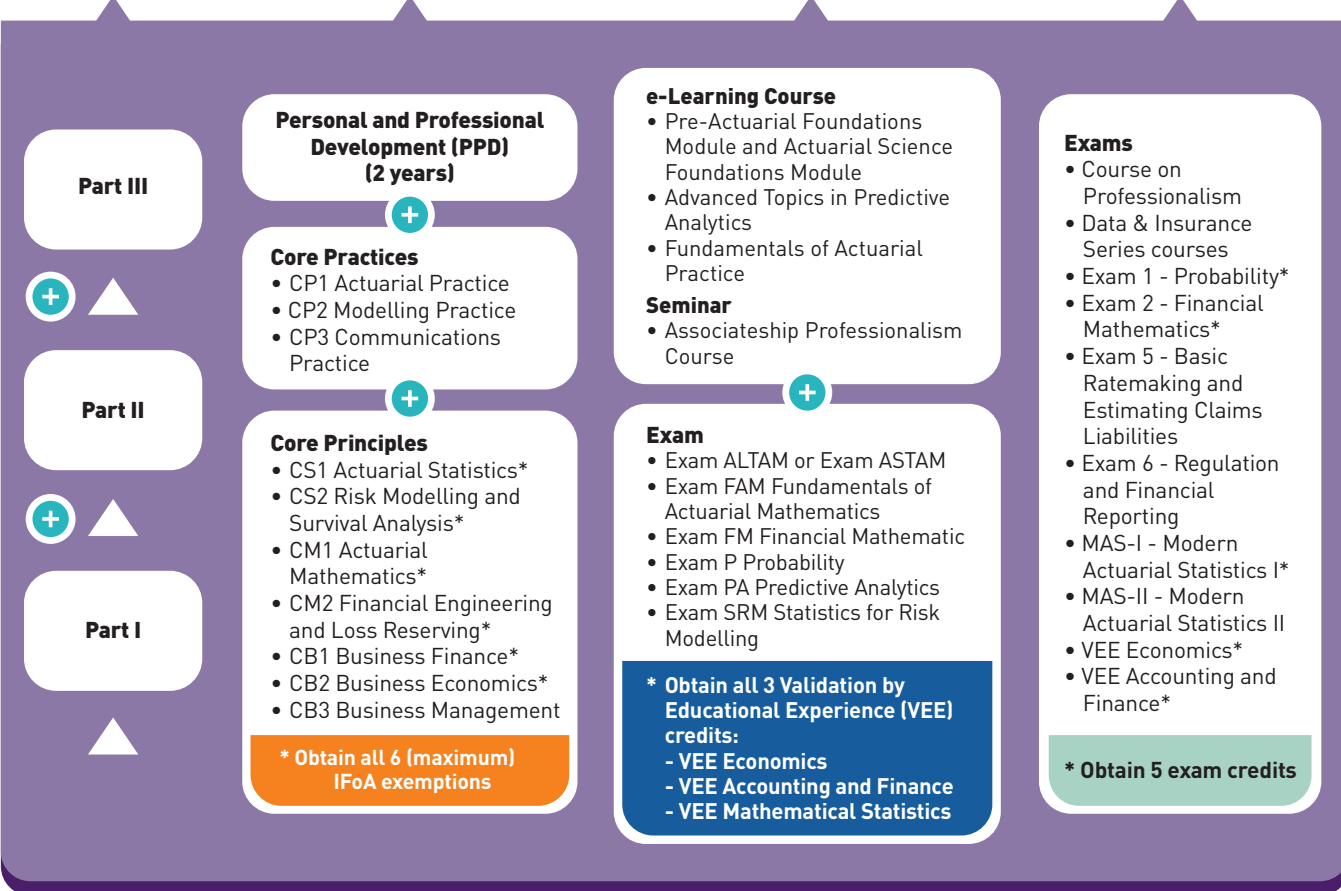 Part III
+
Part II
+
Part I
Personal and Professional
Development (PPD)
(2 years)
+
Core Practices
• CP1 Actuarial Practice
• CP2 Modelling Practice
• CP3 Communications
Practice
+
Core Principles
• CS1 Actuarial Statistics*
• CS2 Risk Modelling and
Survival Analysis*
• CM1 Actuarial
Mathematics*
• CM2 Financial Engineering
and Loss Reserving*
• CB1 Business Finance*
• CB2 Business Economics*
• CB3 Business Management
* Obtain all 6 (maximum)
IFoA exemptions
e-Learning Course
• Pre-Actuarial Foundations
Module and Actuarial Science
Foundations Module
• Advanced Topics in Predictive
Analytics
• Fundamentals of Actuarial
Practice
Seminar
• Associateship Professionalism
Course
+
Exam
• Exam ALTAM or Exam ASTAM
• Exam FAM Fundamentals of
Actuarial Mathematics
• Exam FM Financial Mathematic
• Exam P Probability
• Exam PA Predictive Analytics
• Exam SRM Statistics for Risk
Modelling
* Obtain all 3 Validation by
Educational Experience (VEE)
credits:
- VEE Economics
- VEE Accounting and Finance
- VEE Mathematical Statistics
Exams
• Course on
Professionalism
• Data & Insurance
Series courses
• Exam 1 - Probability*
• Exam 2 - Financial
Mathematics*
• Exam 5 - Basic
Ratemaking and
Estimating Claims
Liabilities
• Exam 6 - Regulation
and Financial
Reporting
• MAS-I - Modern
Actuarial Statistics I*
• MAS-II - Modern
Actuarial Statistics II
• VEE Economics*
• VEE Accounting and
Finance*
* Obtain 5 exam credits